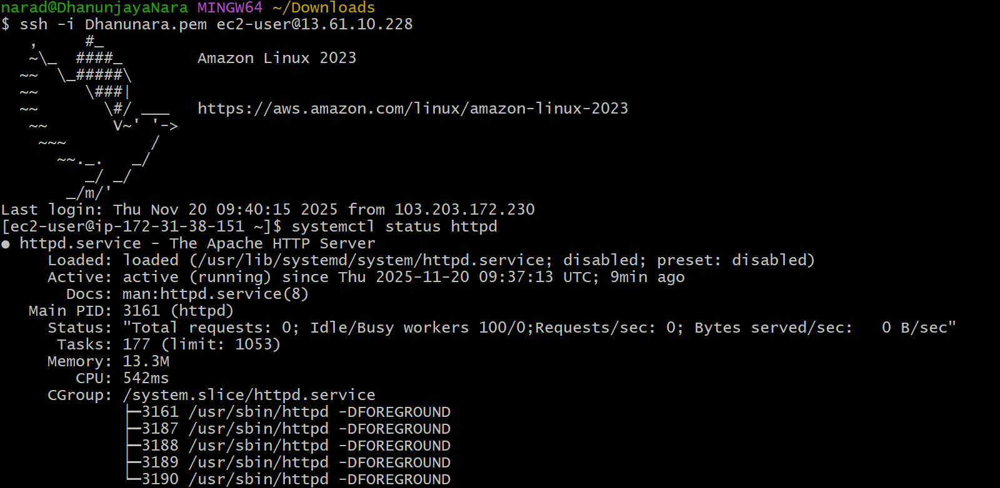 narad@DhanunjayaNara MINGW64 ~/Downloads
$ ssh -i Dhanunara.pem ec2-user@13.61.10.228
   ,     #_
   ~\_  ####_        Amazon Linux 2023
  ~~  \_#####\
  ~~     \###|
  ~~       \#/ ___   https://aws.amazon.com/linux/amazon-linux-2023
   ~~       V~' '->
    ~~~         /
      ~~._.   _/
         _/ _/
       _/m/'
Last login: Thu Nov 20 09:40:15 2025 from 103.203.172.230
[ec2-user@ip-172-31-38-151 ~]$ systemctl status httpd
● httpd.service - The Apache HTTP Server
     Loaded: loaded (/usr/lib/systemd/system/httpd.service; disabled; preset: disabled)
     Active: active (running) since Thu 2025-11-20 09:37:13 UTC; 9min ago
       Docs: man:httpd.service(8)
   Main PID: 3161 (httpd)
     Status: "Total requests: 0; Idle/Busy workers 100/0;Requests/sec: 0; Bytes served/sec:   0 B/sec"
      Tasks: 177 (limit: 1053)
     Memory: 13.3M
        CPU: 542ms
     CGroup: /system.slice/httpd.service
             ├─3161 /usr/sbin/httpd -DFOREGROUND
             ├─3187 /usr/sbin/httpd -DFOREGROUND
             ├─3188 /usr/sbin/httpd -DFOREGROUND
             ├─3189 /usr/sbin/httpd -DFOREGROUND
             └─3190 /usr/sbin/httpd -DFOREGROUND